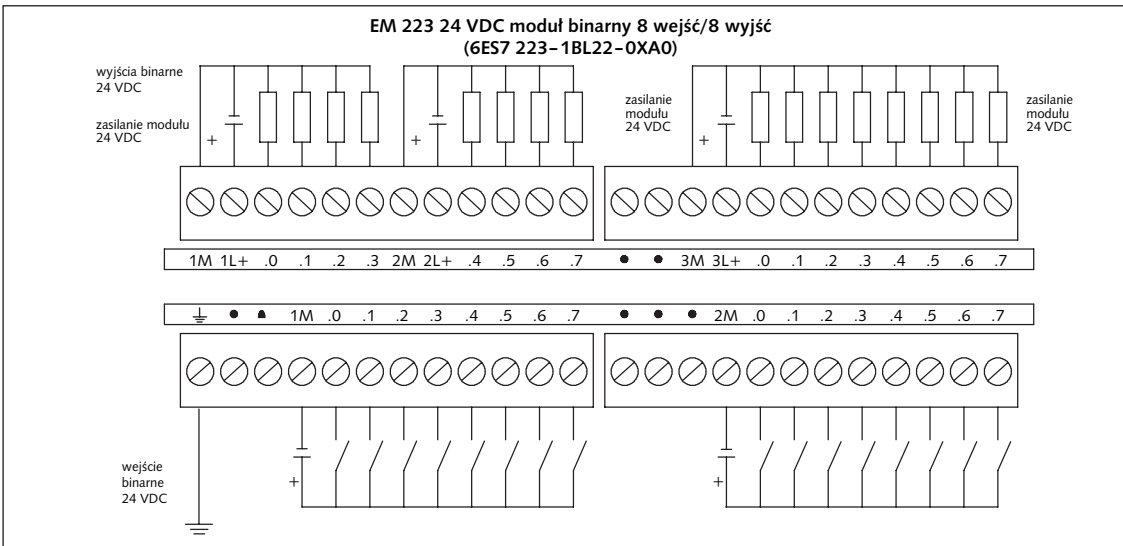 EM 223 24 VDC moduł binarny 8 wejść/8 wyjść
(6ES7 223-1BL22-0XA0)
wyjścia binarne
24 VDC
zasilanie modułu
24 VDC
+
+
zasilanie
modułu
24 VDC
+
zasilanie
modułu
24 VDC
1M 1L+ .0 .1 .2 .3 2M 2L+ .4 .5 .6 .7 • • 3M 3L+ .0 .1 .2 .3 .4 .5 .6 .7
• • 1M .0 .1 .2 .3 .4 .5 .6 .7 • • • 2M .0 .1 .2 .3 .4 .5 .6 .7
wejście
binarne
24 VDC
+
+